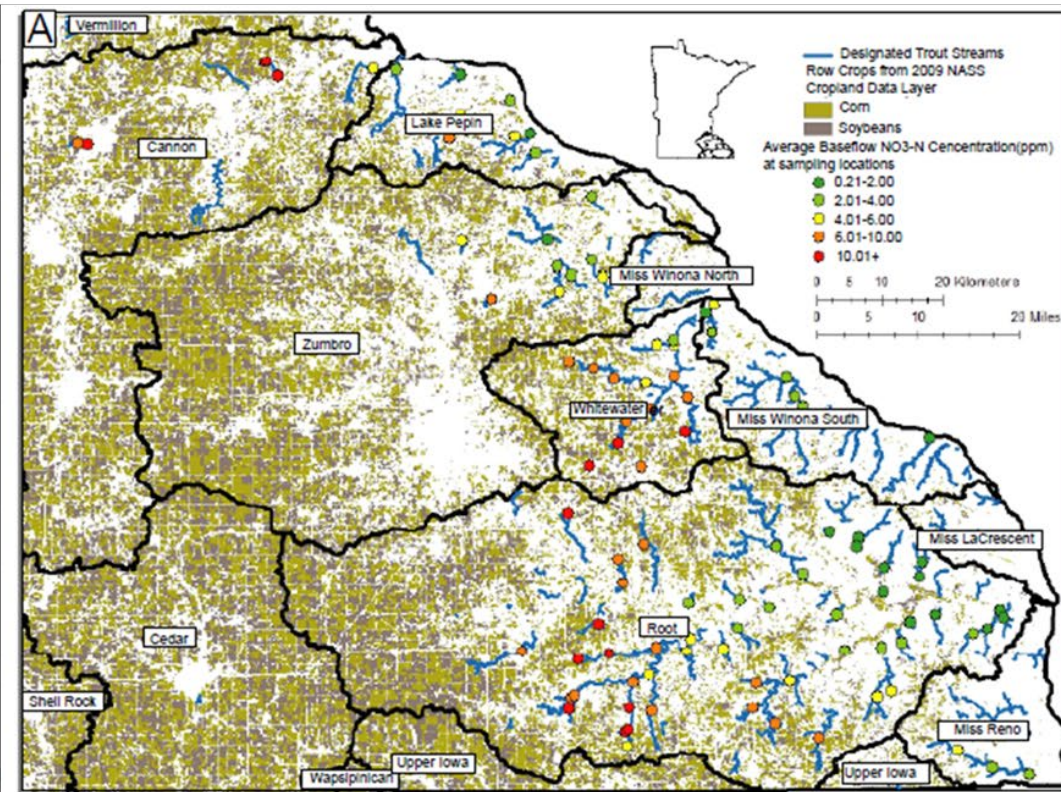 A
Vermillion
Cannon
Lake Pepin
Miss Winona North
Zumbro
Whitewater
Miss Winona South
Miss LaCrescent
Root
Cedar
Shell Rock
Miss Reno
Upper Iowa
Wapsipinican
Upper Iowa
Designated Trout Streams
Row Crops from 2009 NASS
Cropland Data Layer
Corn
Soybeans
Average Baseflow NO3-N Cencentration(ppm)
at sampling locations
0.21-2.00
2.01-4.00
4.01-6.00
6.01-10.00
10.01+
0 5 10 20 Kilometers
0 5 10 20 Miles